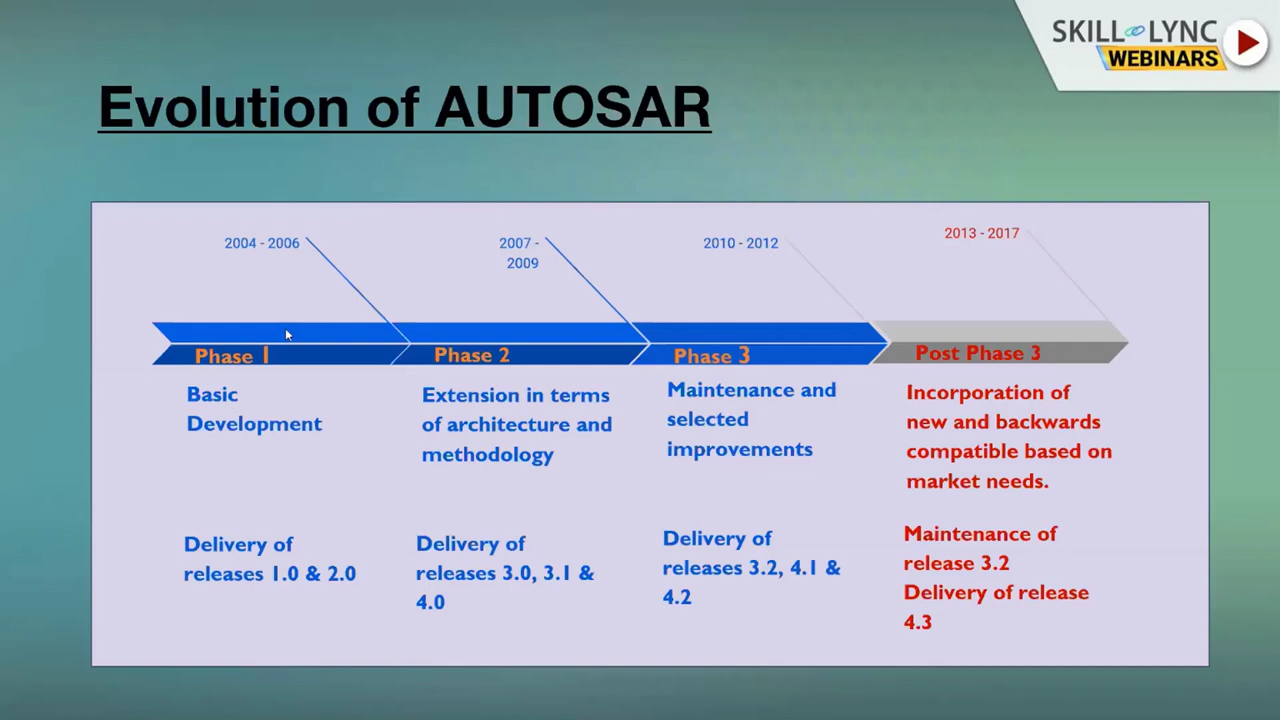 SKILL LYNC
WEBINARS
Evolution of AUTOSAR
2004 - 2006
2007 -
2009
2010 - 2012
2013 - 2017
Phase 1
Phase 2
Phase 3
Post Phase 3
Basic
Development
Extension in terms
of architecture and
methodology
Maintenance and
selected
improvements
Incorporation of
new and backwards
compatible based on
market needs.
Delivery of
releases 1.0 & 2.0
Delivery of
releases 3.0, 3.1 &
4.0
Delivery of
releases 3.2, 4.1 &
4.2
Maintenance of
release 3.2
Delivery of release
4.3